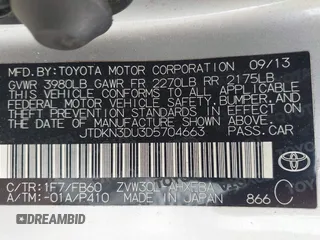 MFD.BY:TOYOTA MOTOR CORPORATION 09/13
GVWR 3980LB GAWR FR 2270LB RR 2175LB
THIS VEHICLE CONFORMS TO ALL APPLICABLE
FEDERAL MOTOR VEHICLE SAFETY, BUMPER, AND
THEFT PREVENTION STANDARDS IN EFFECT ON THE
DATE OF MANUFACTURE SHOWN ABOVE.
JTDKN3DU3D5704663 PASS.CAR
TOYOTA
C/TR:1F7/FB60 ZVW30L-AHXEBA
A/TM:-01A/P410 MADE IN JAPAN 866 C
© BIDFAX